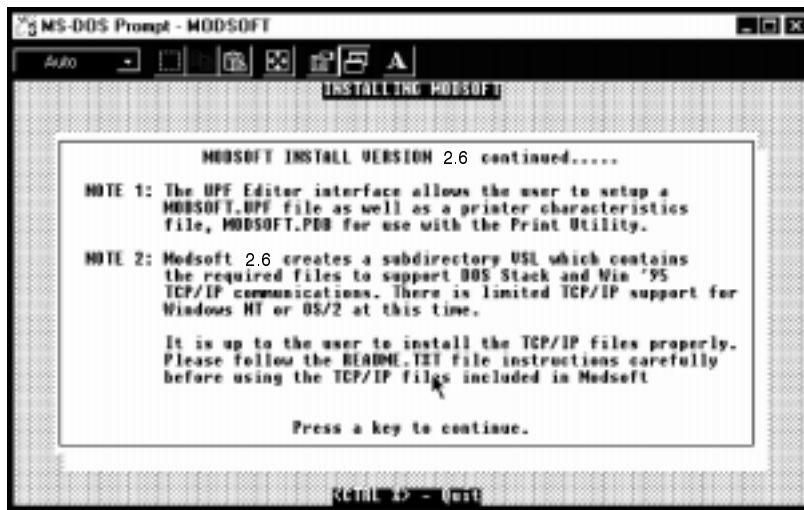 MS-DOS Prompt - MODSOFT
Auto
A
INSTALLING MODSOFT
MODSOFT INSTALL VERSION 2.6 continued.....
NOTE 1: The UPF Editor interface allows the user to setup a
MODSOFT.UPF file as well as a printer characteristics
file, MODSOFT.PDB for use with the Print Utility.
NOTE 2: Modsoft 2.6 creates a subdirectory VSL which contains
the required files to support DOS Stack and Win '95
TCP/IP communications. There is limited TCP/IP support for
Windows NT or OS/2 at this time.
It is up to the user to install the TCP/IP files properly.
Please follow the README.TXT file instructions carefully
before using the TCP/IP files included in Modsoft
Press a key to continue.
<CTRL X> - Quit